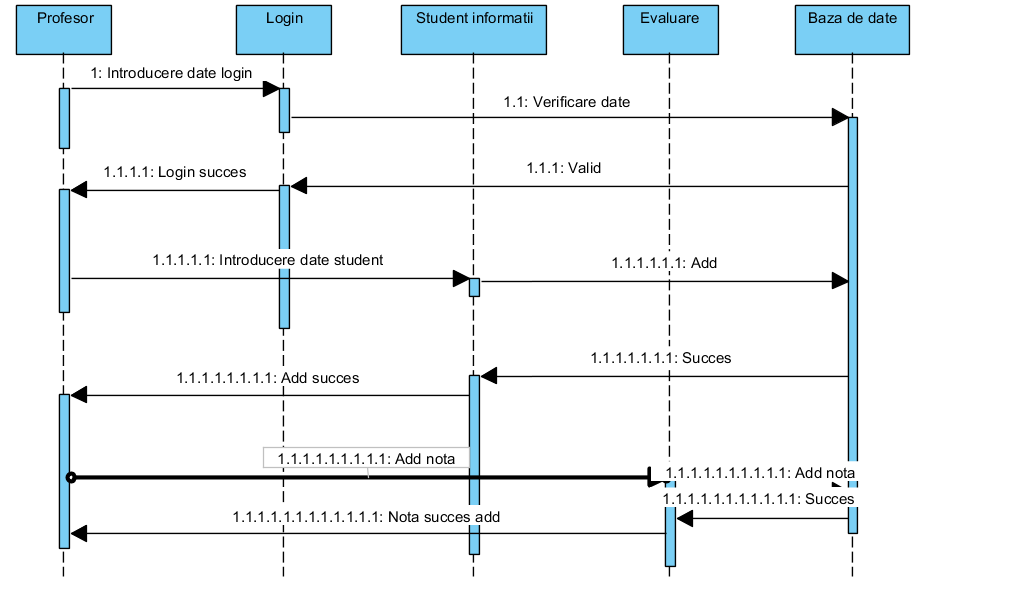 Profesor
Login
Student informatii
Evaluare
Baza de date
1: Introducere date login
1.1: Verificare date
1.1.1: Valid
1.1.1.1: Login succes
1.1.1.1.1: Introducere date student
1.1.1.1.1.1: Add
1.1.1.1.1.1.1: Succes
1.1.1.1.1.1.1.1: Add succes
1.1.1.1.1.1.1.1.1: Add nota
1.1.1.1.1.1.1.1.1.1: Add nota
1.1.1.1.1.1.1.1.1.1.1: Succes
1.1.1.1.1.1.1.1.1.1.1.1: Nota succes add